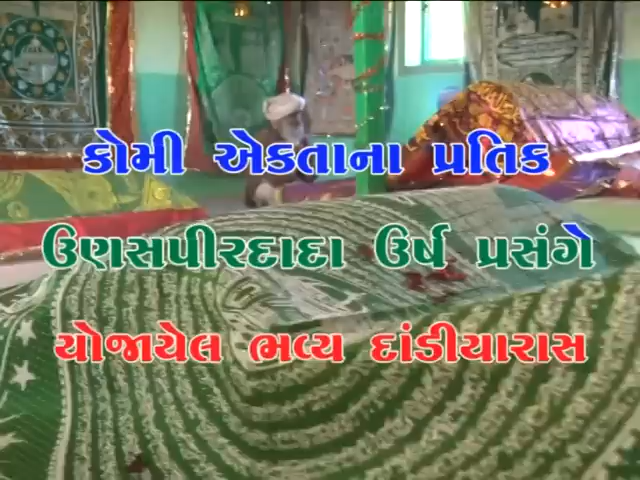 કોમી એકતાના પ્રતિક
ઉણસપીરદાદા ઉર્ષ પ્રસંગે
યોજાયેલ ભવ્ય દાંડીયારાસ